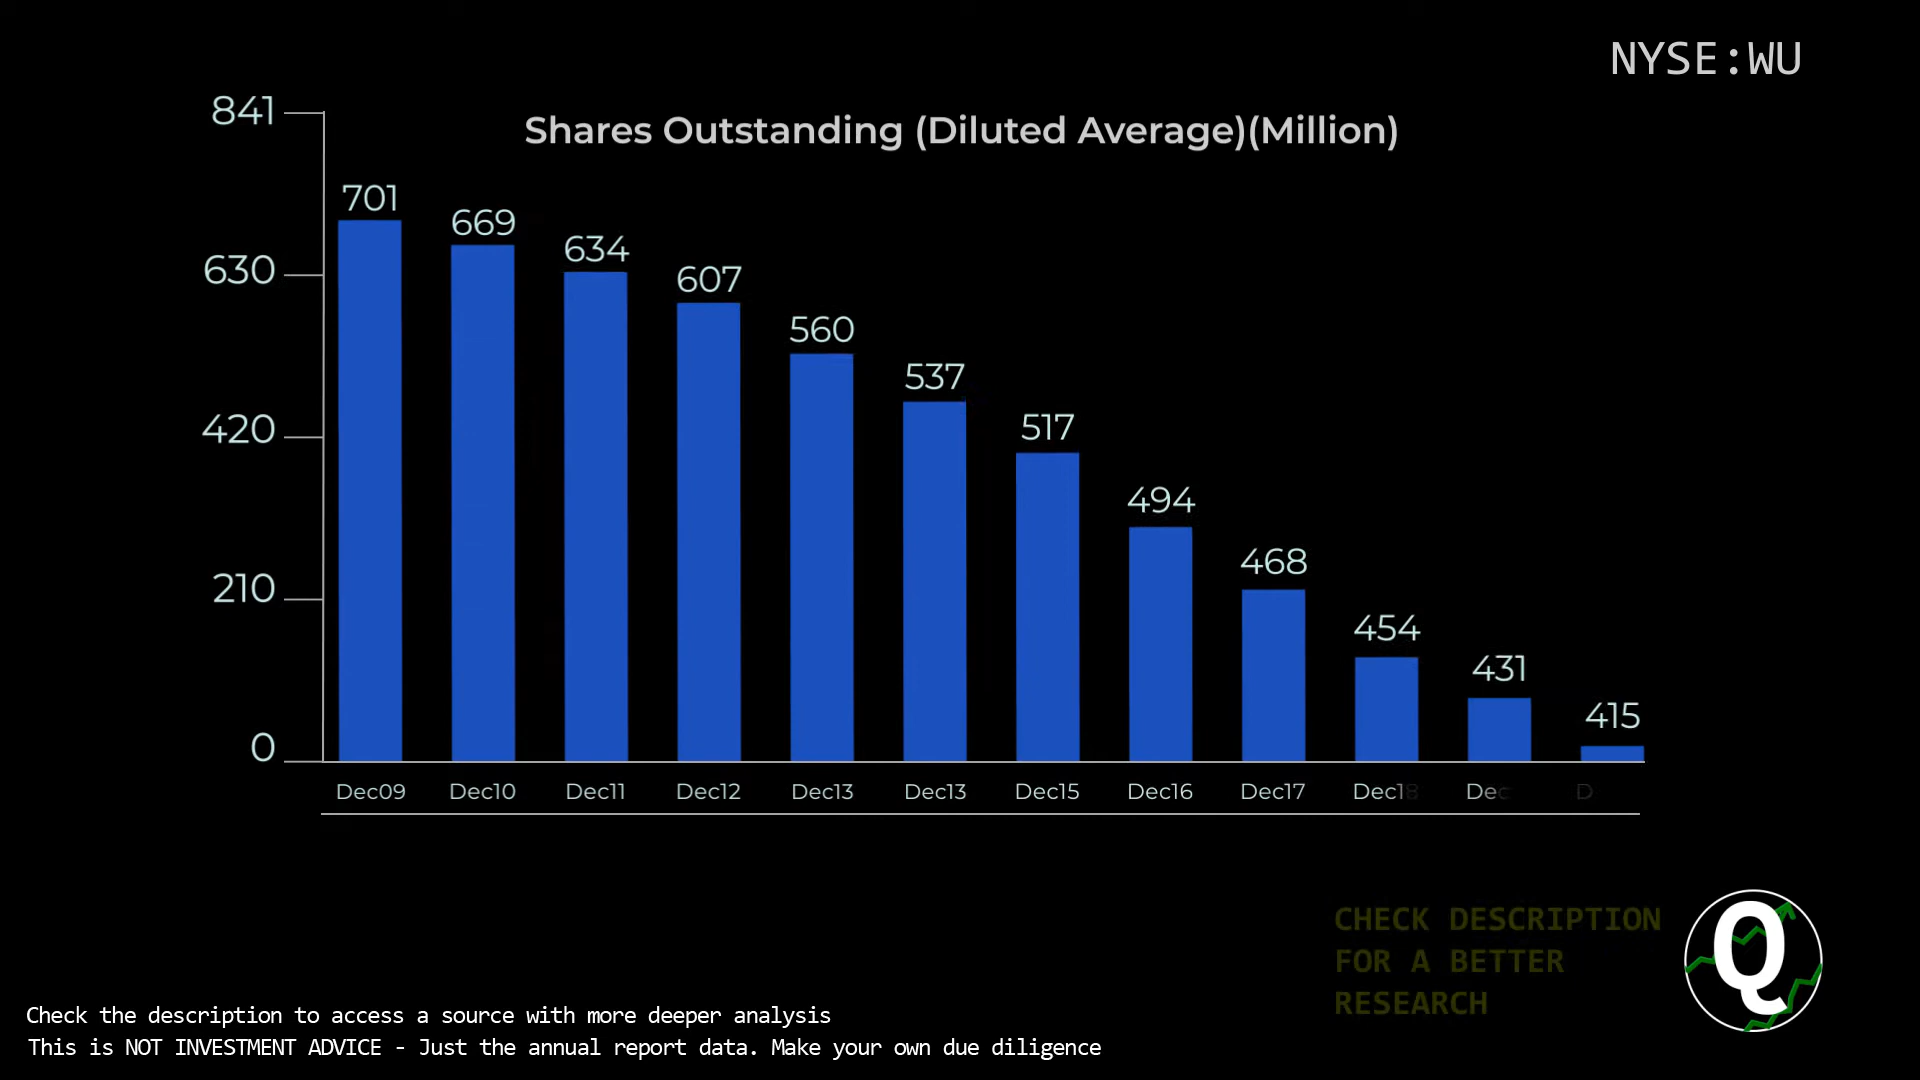 NYSE:WU
Shares Outstanding (Diluted Average)(Million)
841
630
420
210
0
701
669
634
607
560
537
517
494
468
454
431
415
Dec09 Dec10 Dec11 Dec12 Dec13 Dec13 Dec15 Dec16 Dec17 Dec18 Dec D
CHECK DESCRIPTION
FOR A BETTER
RESEARCH
Q
Check the description to access a source with more deeper analysis
This is NOT INVESTMENT ADVICE - Just the annual report data. Make your own due diligence